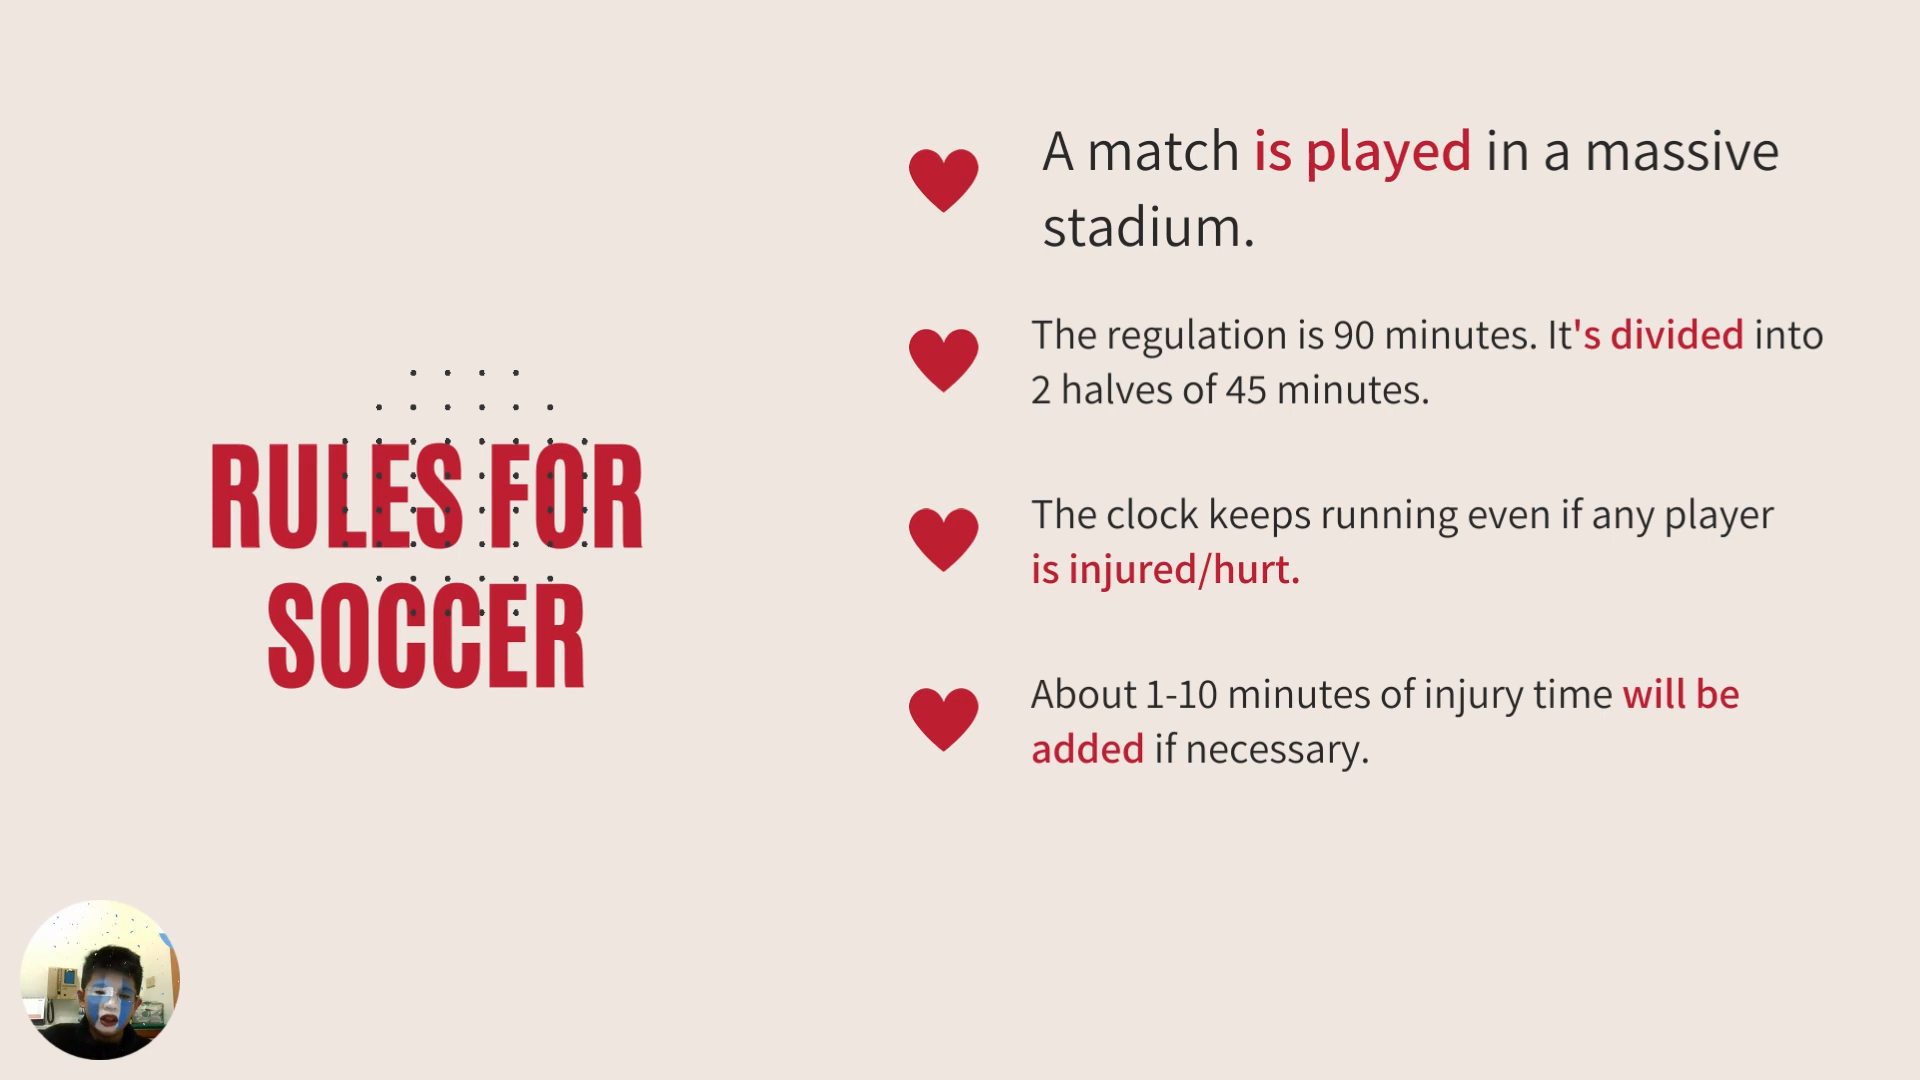 RULES FOR
SOCCER
A match is played in a massive
stadium.
The regulation is 90 minutes. It's divided into
2 halves of 45 minutes.
The clock keeps running even if any player
is injured/hurt.
About 1-10 minutes of injury time will be
added if necessary.